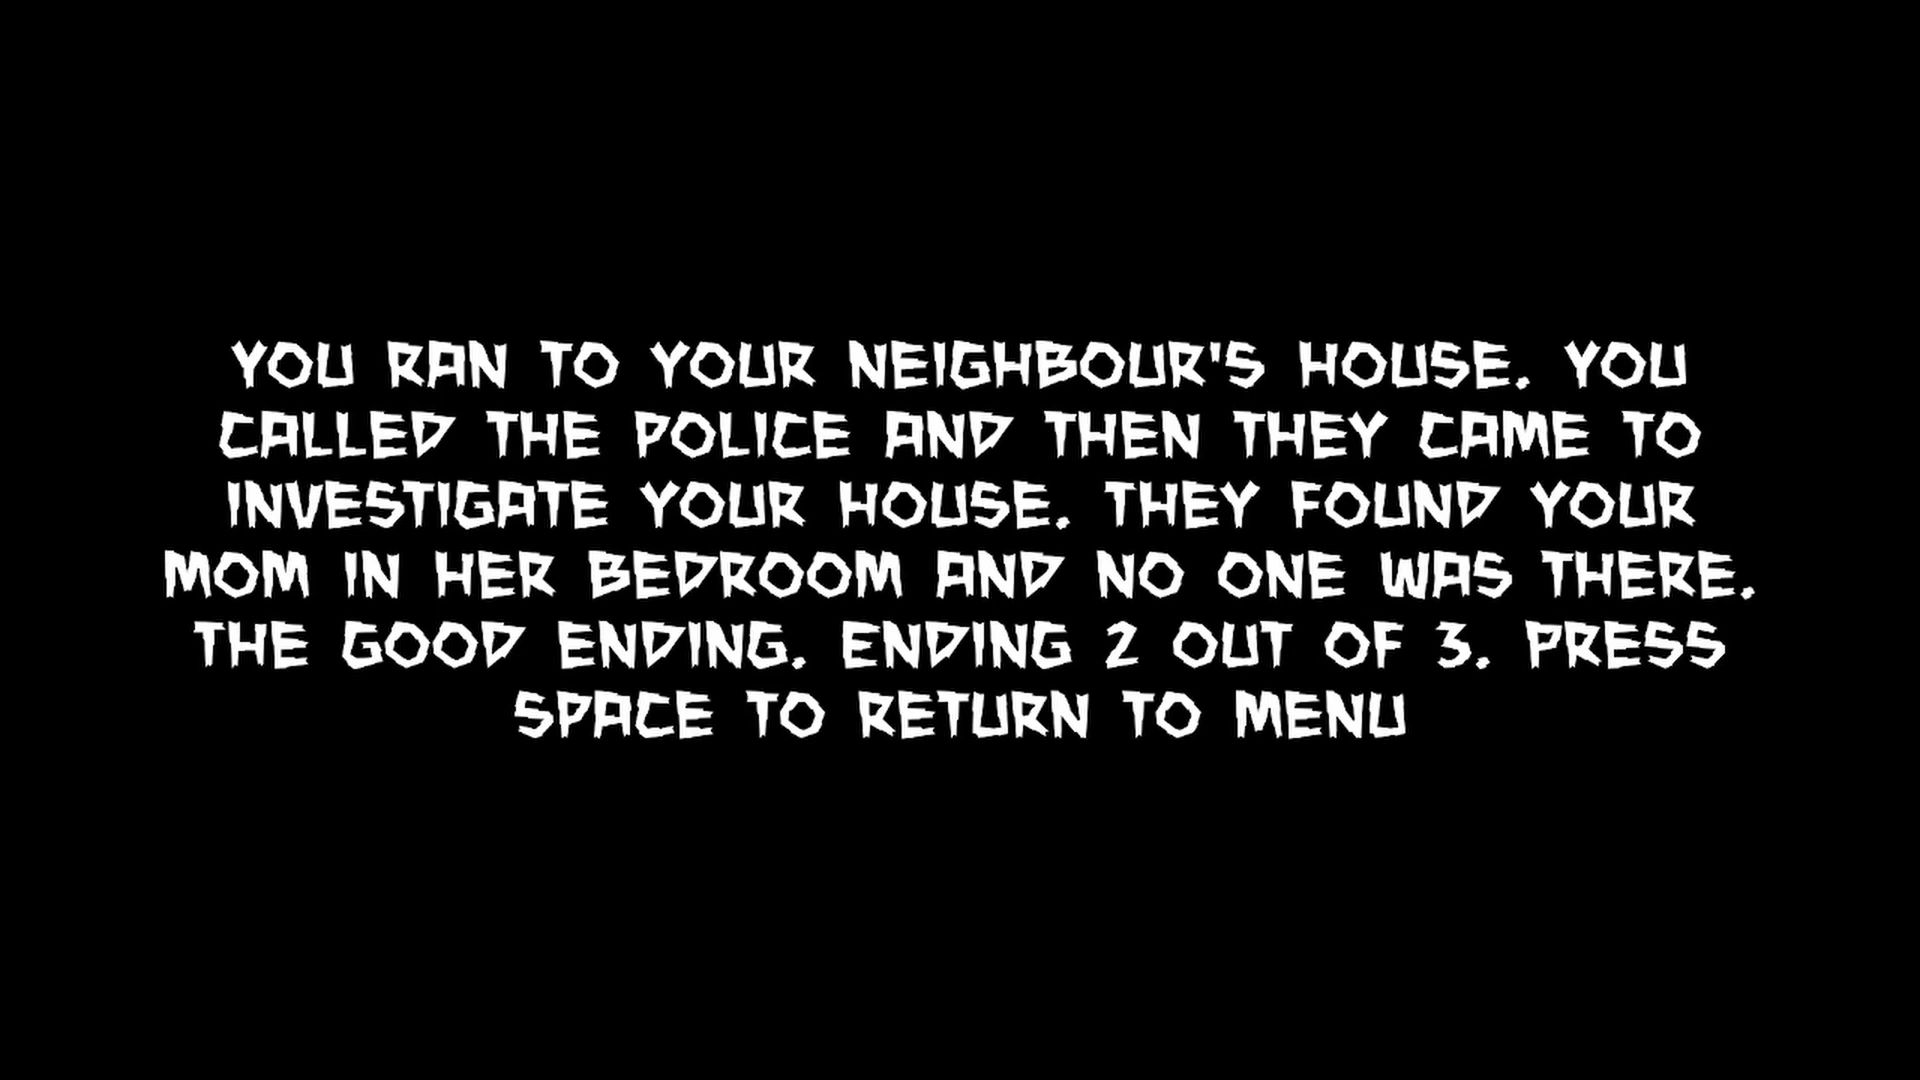 YOU RAN TO YOUR NEIGHBOUR'S HOUSE. YOU
CALLED THE POLICE AND THEN THEY CAME TO
INVESTIGATE YOUR HOUSE. THEY FOUND YOUR
MOM IN HER BEDROOM AND NO ONE WAS THERE.
THE GOOD ENDING. ENDING 2 OUT OF 3. PRESS
SPACE TO RETURN TO MENU